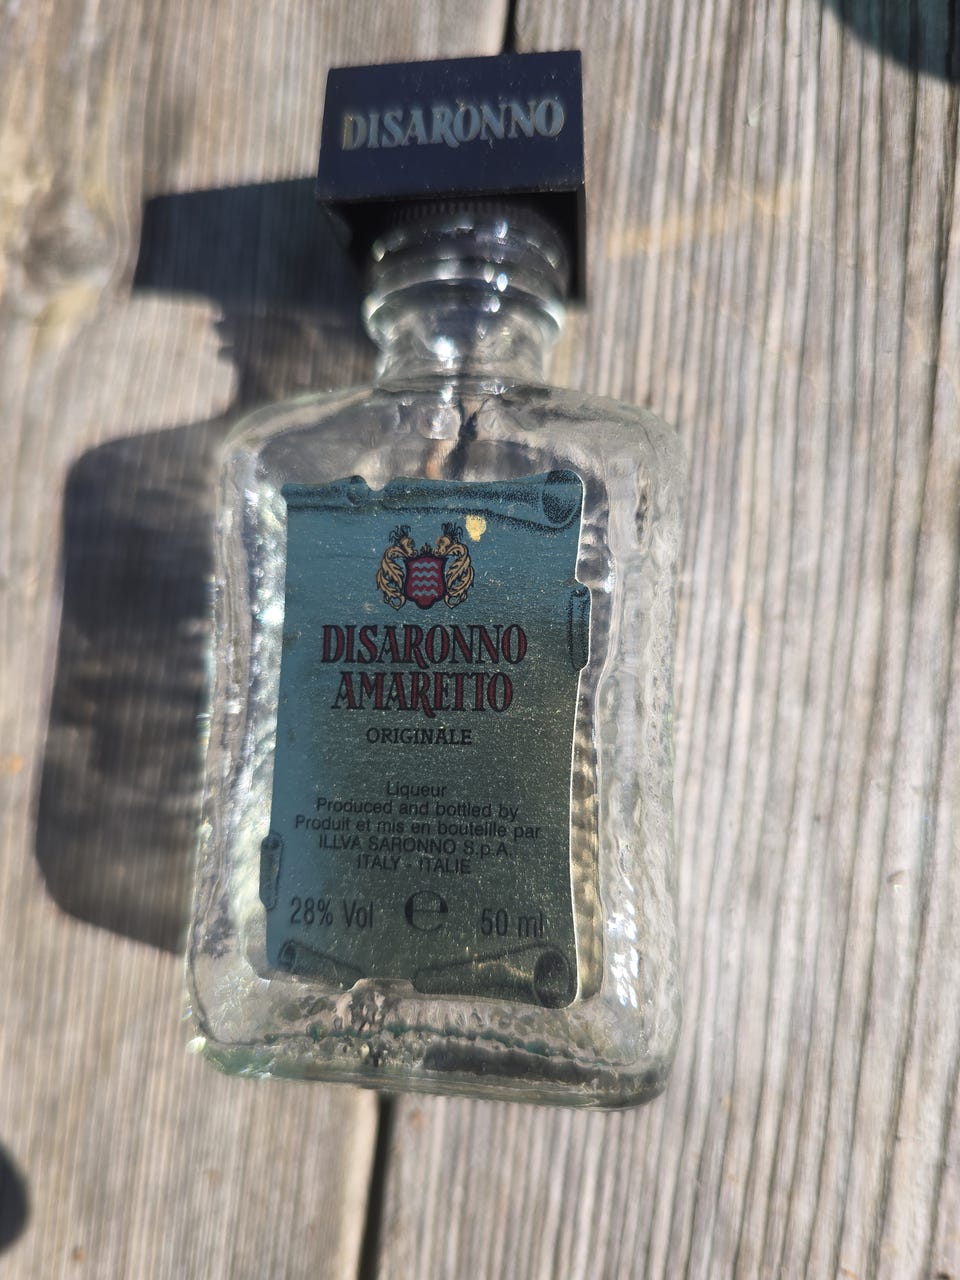 DISARONNO
DISARONNO
AMARETTO
ORIGINALE
Liqueur
Produced and bottled by
Produit et mis en bouteille par
ILLVA SARONNO S.p.A.
ITALY - ITALIE
28% Vol e 50 ml